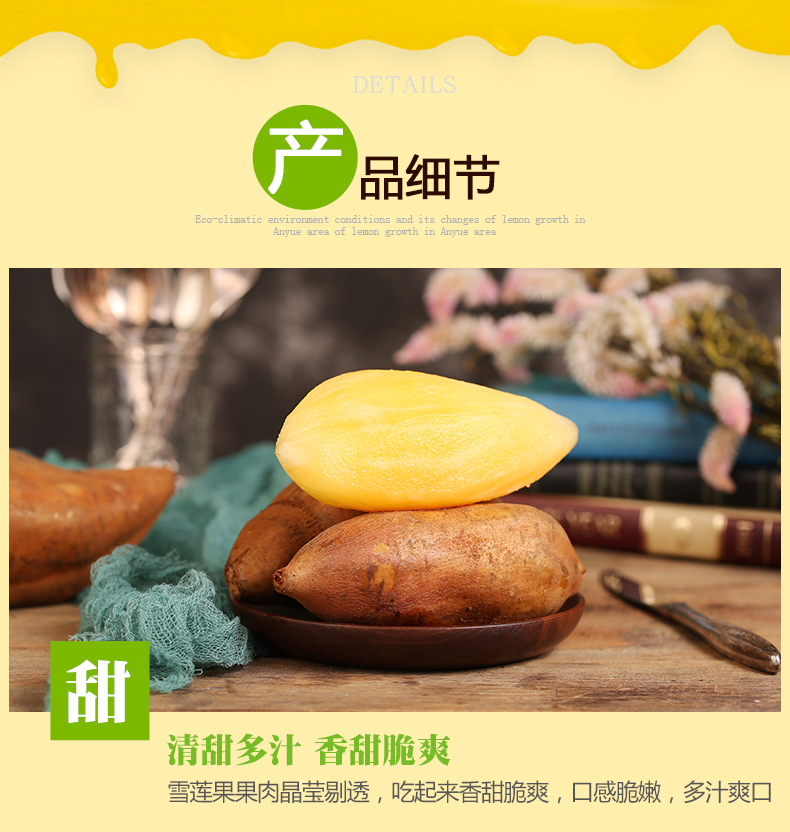 DETAILS
产品细节
Eco-climatic environment conditions and its changes of lemon growth in
Anyue area of lemon growth in Anyue area
甜
清甜多汁 香甜脆爽
雪莲果果肉晶莹剔透，吃起来香甜脆爽，口感脆嫩，多汁爽口